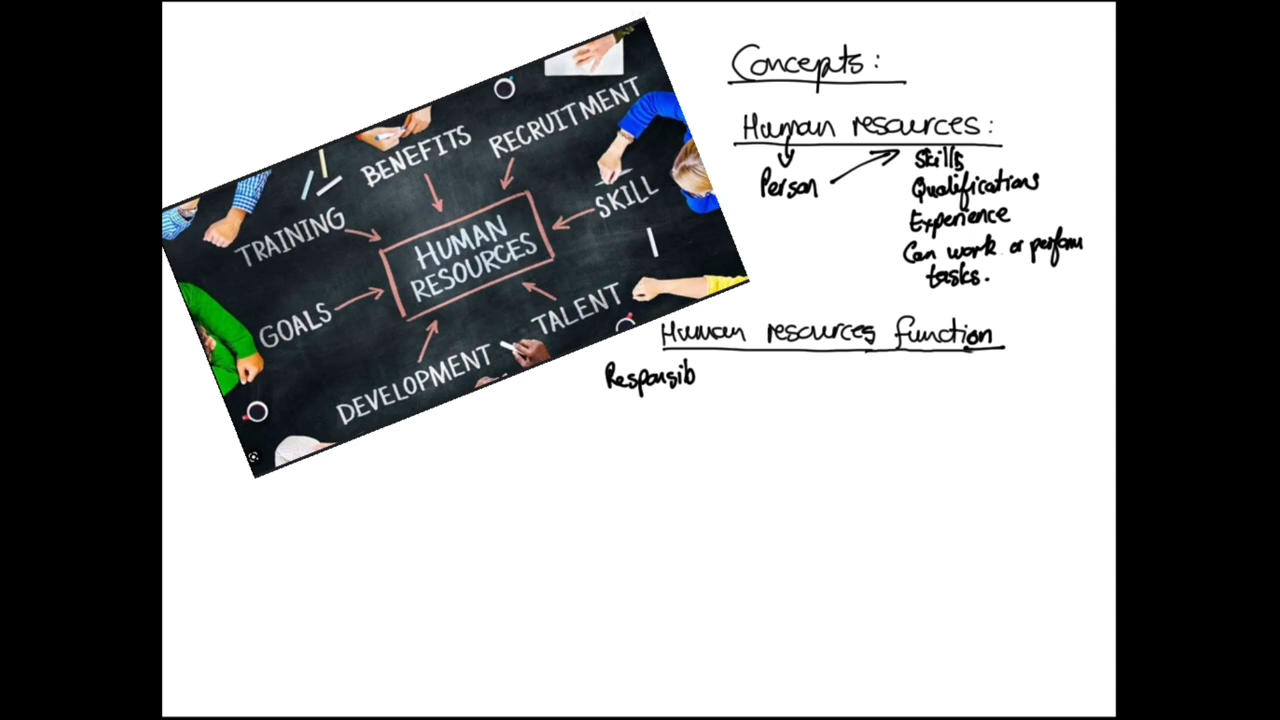 Concepts:
Human resources:
Person
Skills
Qualifications
Experience
Can work or perform
tasks.
Human resources function
Responsib
BENEFITS
RECRUITMENT
TRAINING
SKILL
HUMAN
RESOURCES
GOALS
TALENT
DEVELOPMENT